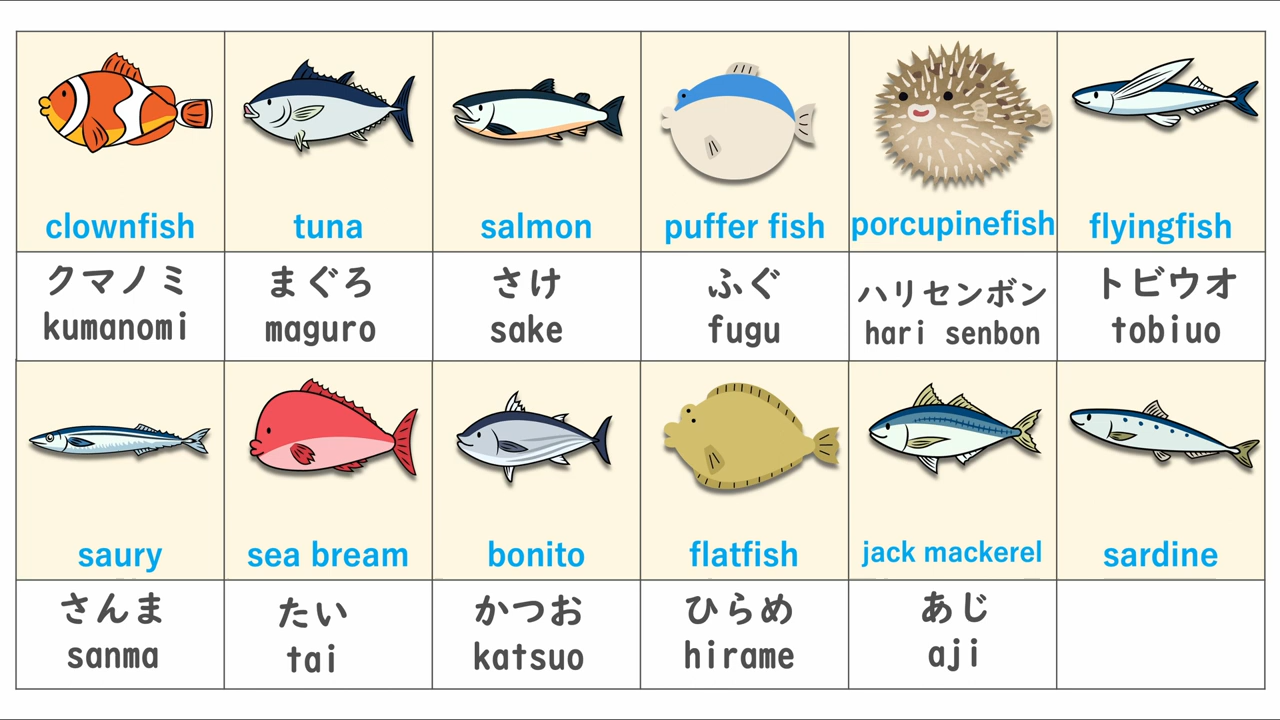 clownfish
tuna
salmon
puffer fish
porcupinefish
flyingfish
クマノミ
まぐろ
さけ
ふぐ
ハリセンボン
トビウオ
kumanomi
maguro
sake
fugu
hari senbon
tobiuo
saury
sea bream
bonito
flatfish
jack mackerel
sardine
さんま
たい
かつお
ひらめ
あじ
sanma
tai
katsuo
hirame
aji